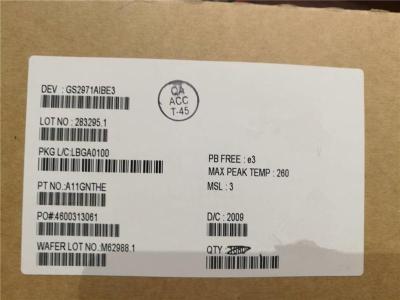 DEV : GS2971AIBE3
QA
ACC
T-45
LOT NO : 283295.1
PKG L/C:LBGA0100
PB FREE : e3
MAX PEAK TEMP : 260
MSL : 3
PT NO.:A11GNTHE
PO#:4600313061
D/C : 2009
WAFER LOT NO.: M62988.1
QTY